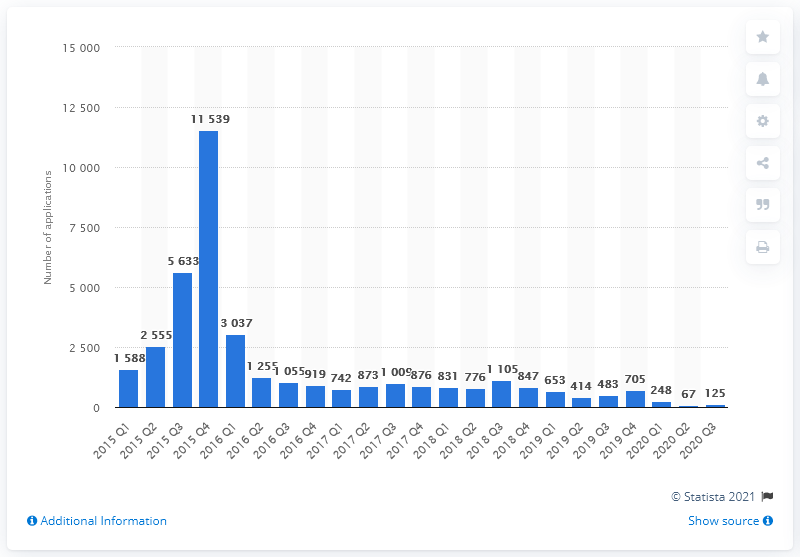 15 000
12 500
10 000
7 500
5 000
2 500
0
Number of applications
1 588
2 555
5 633
11 539
3 037
1 255
1 055
919
742
873
1 009
876
831
776
1 105
847
653
414
483
705
248
67
125
2015 Q1
2015 Q2
2015 Q3
2015 Q4
2016 Q1
2016 Q2
2016 Q3
2016 Q4
2017 Q1
2017 Q2
2017 Q3
2017 Q4
2018 Q1
2018 Q2
2018 Q3
2018 Q4
2019 Q1
2019 Q2
2019 Q3
2019 Q4
2020 Q1
2020 Q2
2020 Q3
© Statista 2021
Additional Information
Show source